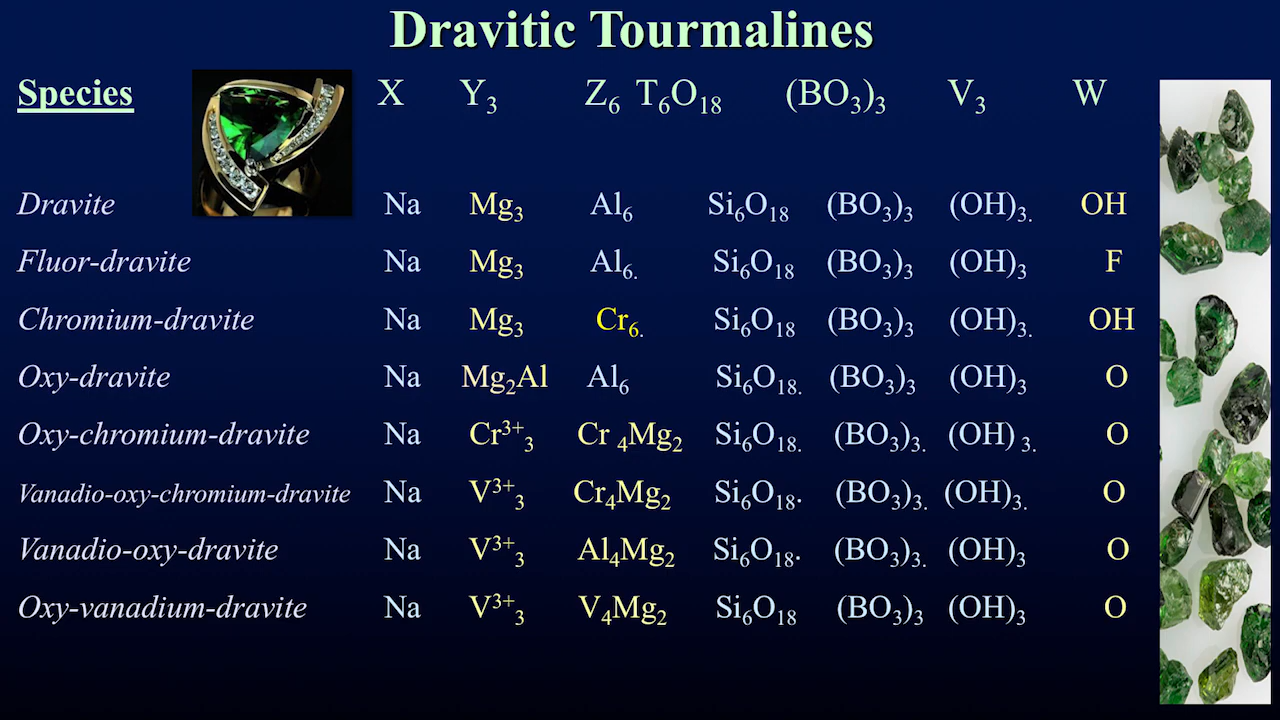 Dravitic Tourmalines
Species X Y₃ Z₆ T₆O₁₈ (BO₃)₃ V₃ W
Dravite Na Mg₃ Al₆ Si₆O₁₈ (BO₃)₃ (OH)₃. OH
Fluor-dravite Na Mg₃ Al₆. Si₆O₁₈ (BO₃)₃ (OH)₃ F
Chromium-dravite Na Mg₃ Cr₆. Si₆O₁₈ (BO₃)₃ (OH)₃. OH
Oxy-dravite Na Mg₂Al Al₆ Si₆O₁₈. (BO₃)₃ (OH)₃ O
Oxy-chromium-dravite Na Cr³⁺₃ Cr ₄Mg₂ Si₆O₁₈. (BO₃)₃. (OH) ₃. O
Vanadio-oxy-chromium-dravite Na V³⁺₃ Cr₄Mg₂ Si₆O₁₈. (BO₃)₃. (OH)₃. O
Vanadio-oxy-dravite Na V³⁺₃ Al₄Mg₂ Si₆O₁₈. (BO₃)₃. (OH)₃ O
Oxy-vanadium-dravite Na V³⁺₃ V₄Mg₂ Si₆O₁₈ (BO₃)₃ (OH)₃ O